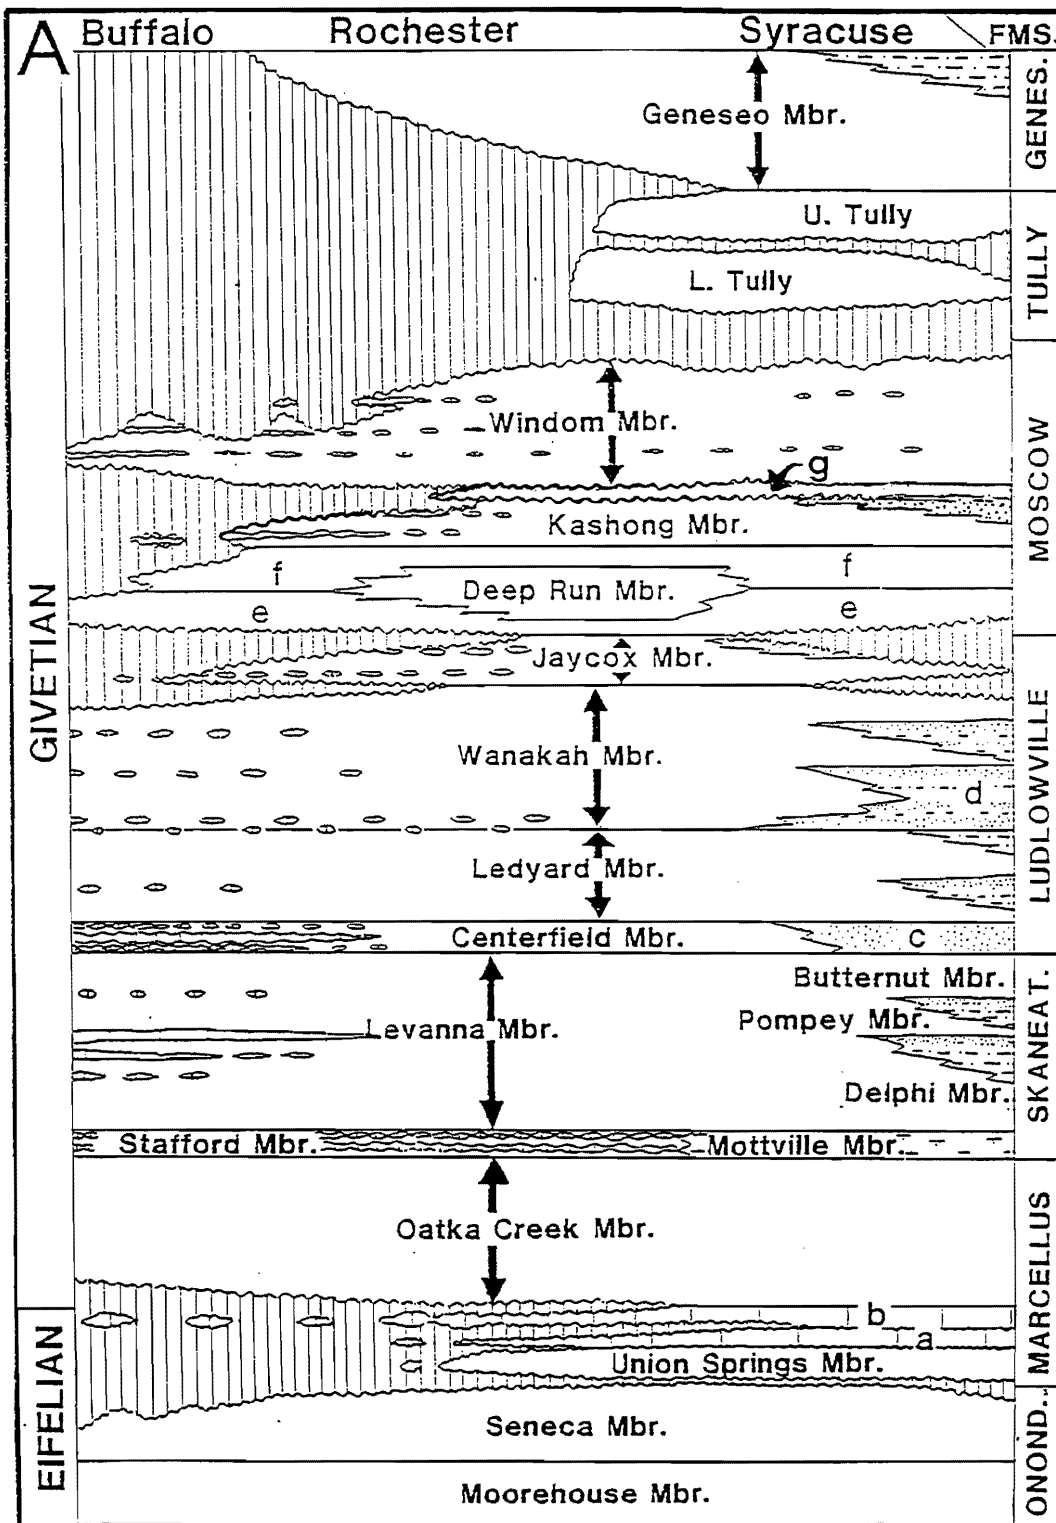 A
Buffalo Rochester Syracuse FMS.
Geneseo Mbr.
GENES.
U. Tully
L. Tully
TULLY
Windom Mbr.
g
Kashong Mbr.
MOSCOW
f
Deep Run Mbr.
f
e
e
Jaycox Mbr.
GIVETIAN
Wanakah Mbr.
d
LUDLOWVILLE
Ledyard Mbr.
Centerfield Mbr.
c
Butternut Mbr.
Pompey Mbr.
Levanna Mbr.
Delphi Mbr.
SKANEAT.
Stafford Mbr.
Mottville Mbr.
Oatka Creek Mbr.
MARCELLUS
b
a
Union Springs Mbr.
EIFELIAN
Seneca Mbr.
ONOND.
Moorehouse Mbr.